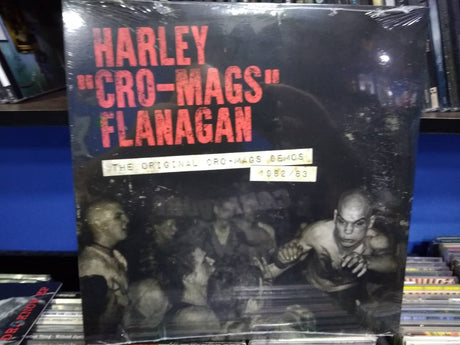 HARLEY
"CRO-MAGS"
FLANAGAN
THE ORIGINAL CRO-MAGS DEMOS
1982/83